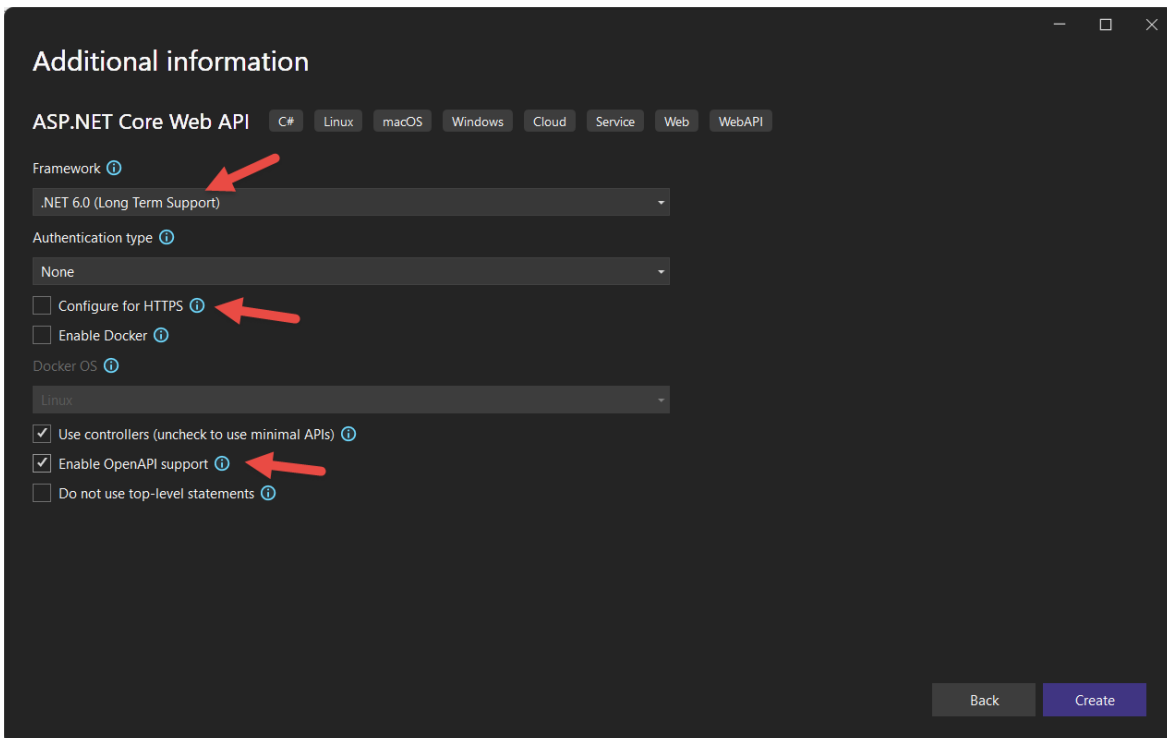 Additional information
ASP.NET Core Web API C# Linux macOS Windows Cloud Service Web WebAPI
Framework
.NET 6.0 (Long Term Support)
Authentication type
None
Configure for HTTPS
Enable Docker
Docker OS
Linux
Use controllers (uncheck to use minimal APIs)
Enable OpenAPI support
Do not use top-level statements
Back Create